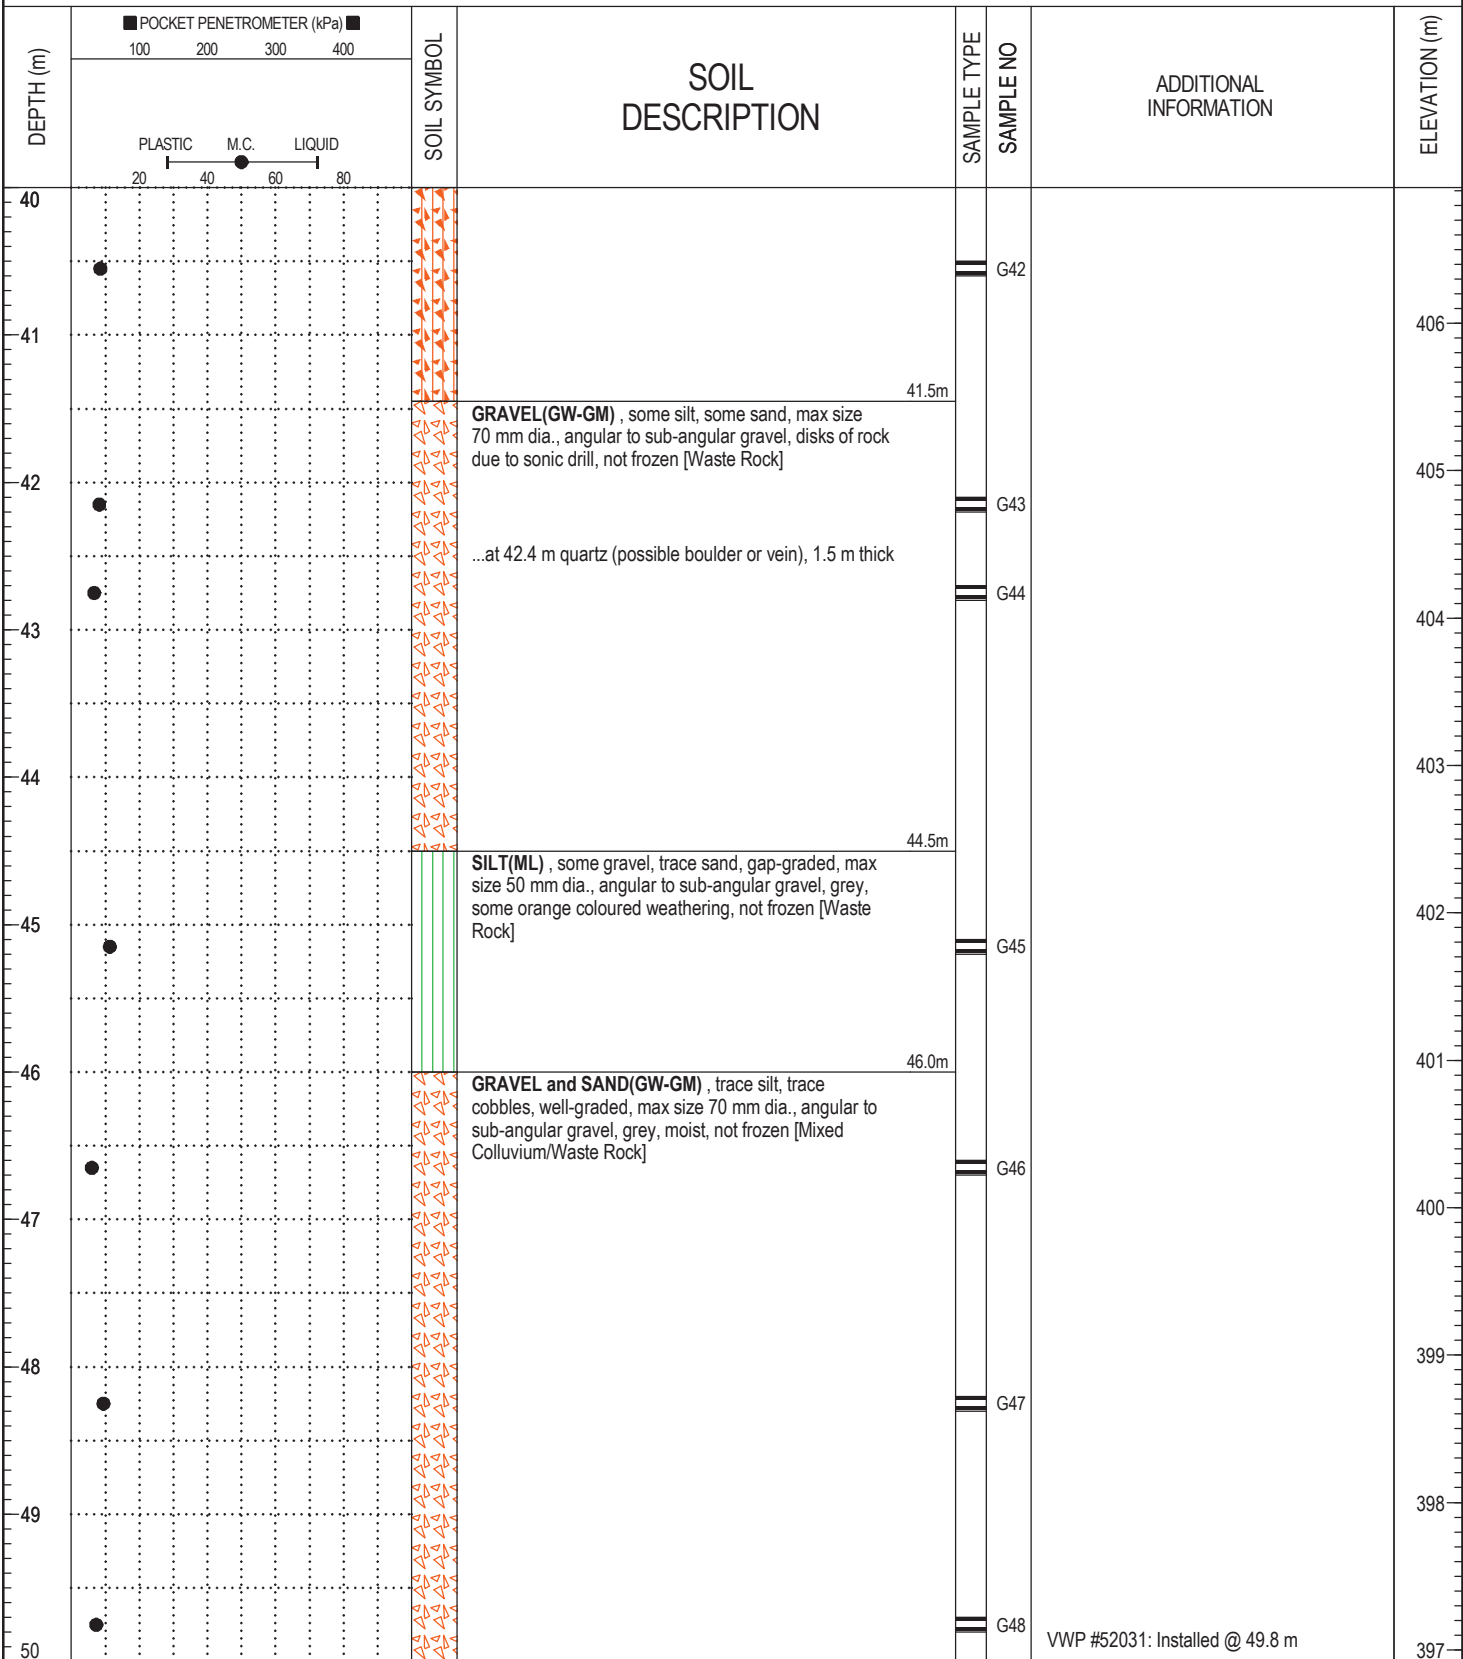 POCKET PENETROMETER (kPa)
100 200 300 400
DEPTH (m)
PLASTIC M.C. LIQUID
20 40 60 80
SOIL SYMBOL
SOIL
DESCRIPTION
SAMPLE TYPE
SAMPLE NO
ADDITIONAL
INFORMATION
ELEVATION (m)
40
G42
406
41
41.5m
GRAVEL(GW-GM) , some silt, some sand, max size
70 mm dia., angular to sub-angular gravel, disks of rock
due to sonic drill, not frozen [Waste Rock]
405
42
G43
...at 42.4 m quartz (possible boulder or vein), 1.5 m thick
G44
404
43
403
44
44.5m
SILT(ML) , some gravel, trace sand, gap-graded, max
size 50 mm dia., angular to sub-angular gravel, grey,
some orange coloured weathering, not frozen [Waste
Rock]
402
45
G45
46.0m
401
46
GRAVEL and SAND(GW-GM) , trace silt, trace
cobbles, well-graded, max size 70 mm dia., angular to
sub-angular gravel, grey, moist, not frozen [Mixed
Colluvium/Waste Rock]
G46
400
47
399
48
G47
398
49
G48
VWP #52031: Installed @ 49.8 m
50
397